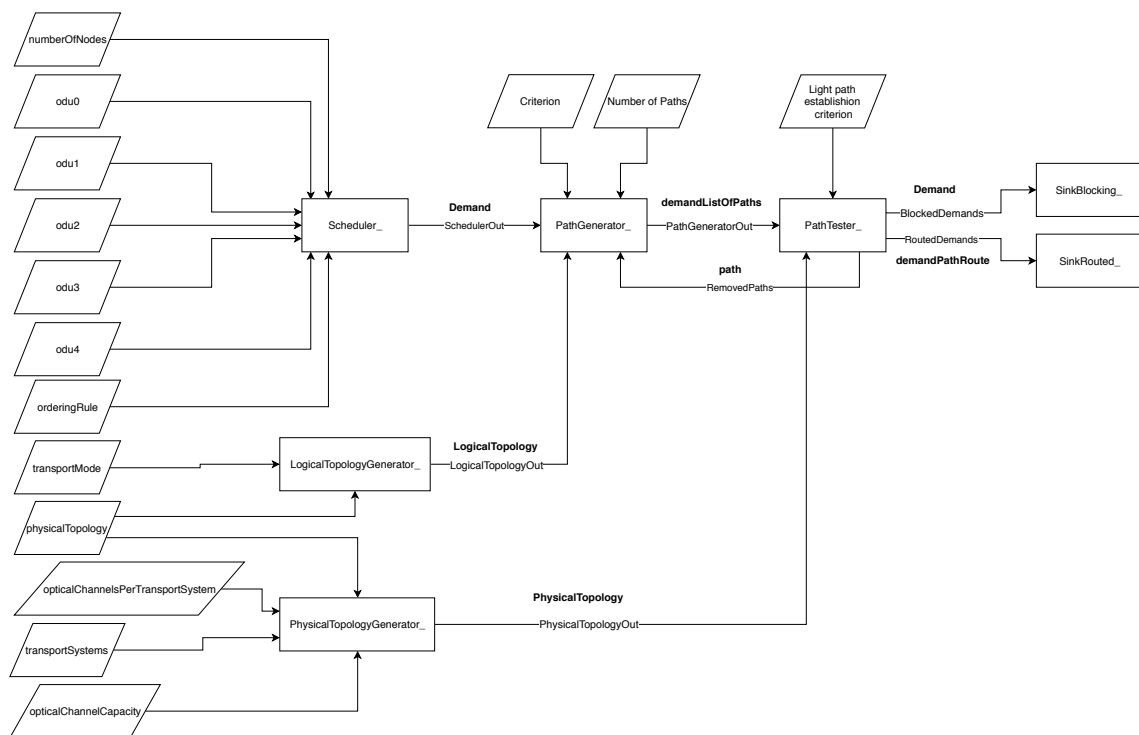 numberOfNodes
odu0
odu1
odu2
odu3
odu4
orderingRule
transportMode
physicalTopology
opticalChannelsPerTransportSystem
transportSystems
opticalChannelCapacity
Scheduler_
Demand
SchedulerOut
Criterion
Number of Paths
PathGenerator_
demandListOfPaths
PathGeneratorOut
path
RemovedPaths
Light path
establishion
criterion
PathTester_
Demand
BlockedDemands
RoutedDemands
demandPathRoute
SinkBlocking_
SinkRouted_
LogicalTopologyGenerator_
LogicalTopology
LogicalTopologyOut
PhysicalTopologyGenerator_
PhysicalTopology
PhysicalTopologyOut